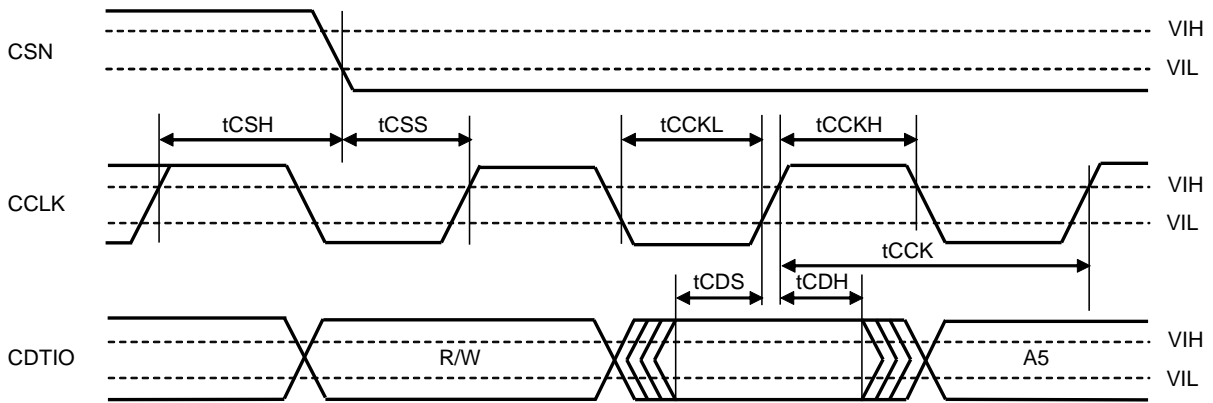 CSN
VIH
VIL
tCSH
tCSS
tCCKL
tCCKH
CCLK
VIH
VIL
tCCK
tCDS
tCDH
CDTIO
R/W
A5
VIH
VIL